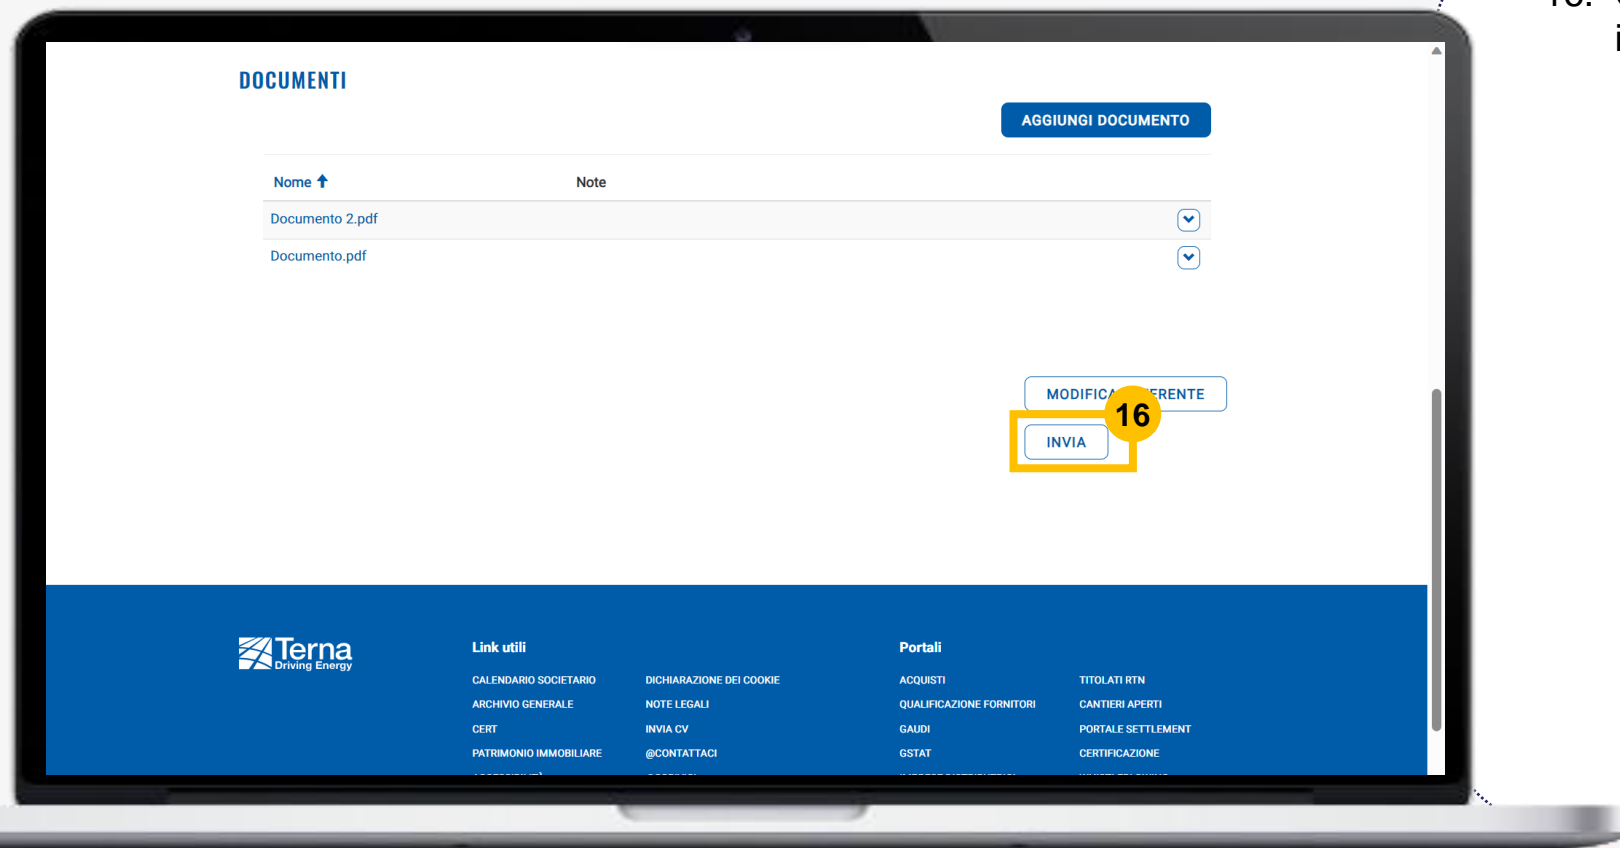 16.
DOCUMENTI
AGGIUNGI DOCUMENTO
Nome Note
Documento 2.pdf
Documento.pdf
MODIFICA
16
INVIA
Terna
Driving Energy
Link utili
CALENDARIO SOCIETARIO DICHIARAZIONE DEI COOKIE
ARCHIVIO GENERALE NOTE LEGALI
CERT INVIA CV
PATRIMONIO IMMOBILIARE @CONTATTACI
Portali
ACQUISTI TITOLATI RTN
QUALIFICAZIONE FORNITORI CANTIERI APERTI
GAUDI PORTALE SETTLEMENT
GSTAT CERTIFICAZIONE